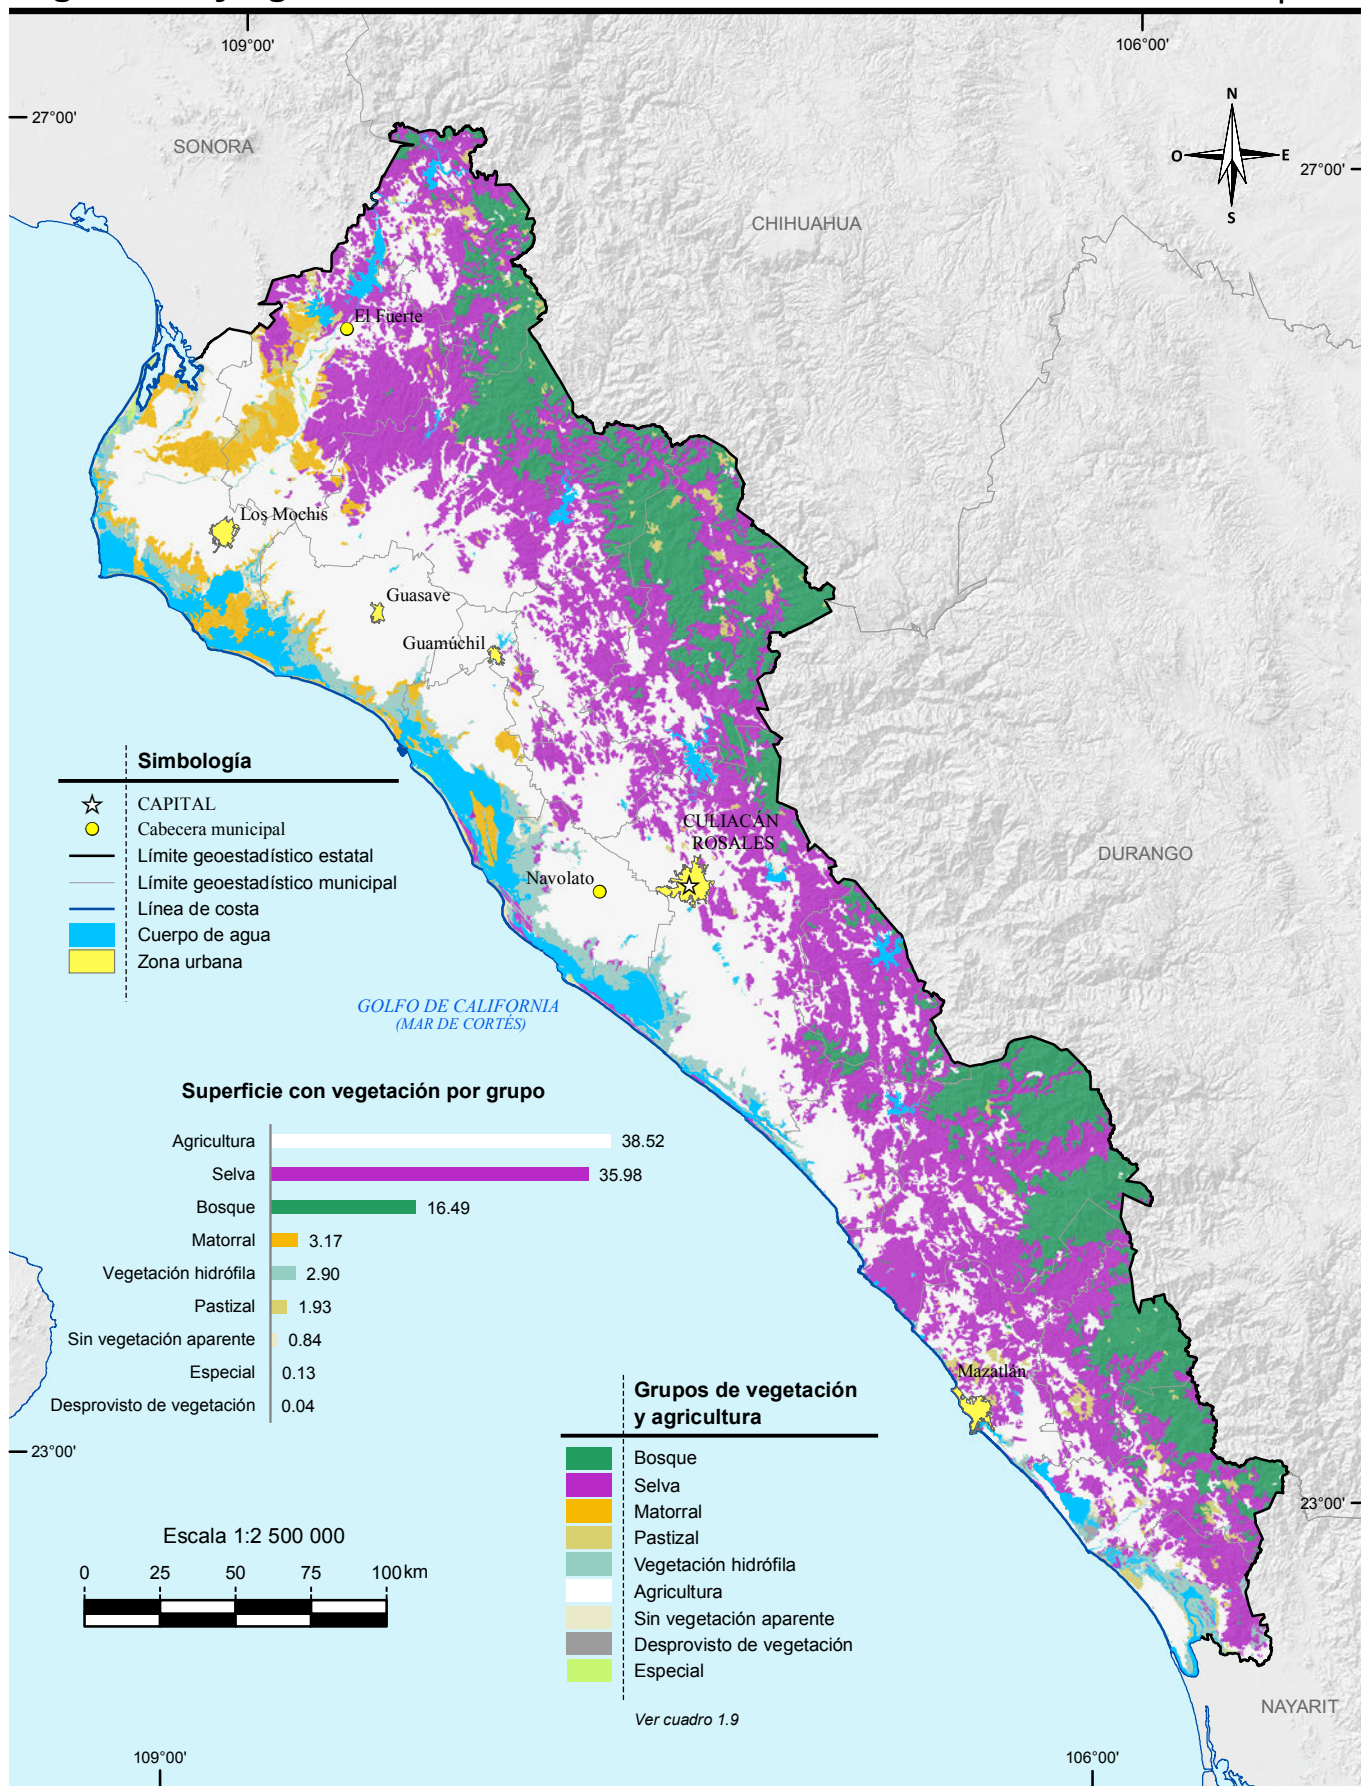 109°00'
106°00'
27°00'
27°00'
SONORA
CHIHUAHUA
N
O
E
S
El Fuerte
Los Mochis
Guasave
Guamúchil
Simbología
CAPITAL
Cabecera municipal
Límite geoestadístico estatal
Límite geoestadístico municipal
Línea de costa
Cuerpo de agua
Zona urbana
CULIACÁN
ROSALES
Navolato
DURANGO
GOLFO DE CALIFORNIA
(MAR DE CORTÉS)
Superficie con vegetación por grupo
Agricultura 38.52
Selva 35.98
Bosque 16.49
Matorral 3.17
Vegetación hidrófila 2.90
Pastizal 1.93
Sin vegetación aparente 0.84
Especial 0.13
Desprovisto de vegetación 0.04
Mazatlán
Grupos de vegetación
y agricultura
Bosque
Selva
Matorral
Pastizal
Vegetación hidrófila
Agricultura
Sin vegetación aparente
Desprovisto de vegetación
Especial
Ver cuadro 1.9
23°00'
23°00'
Escala 1:2 500 000
0 25 50 75 100 km
NAYARIT
109°00'
106°00'